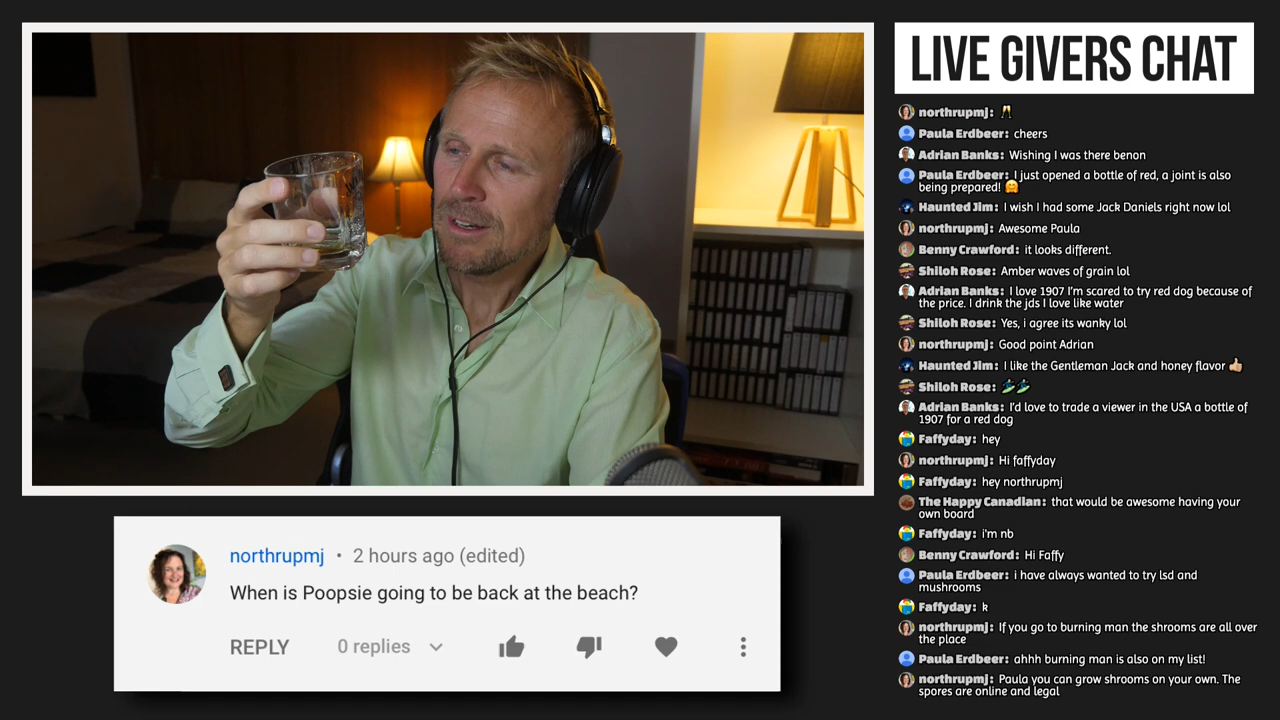 LIVE GIVERS CHAT
northrupmj:
Paula Erdbeer: cheers
Adrian Banks: Wishing I was there benon
Paula Erdbeer: I just opened a bottle of red, a joint is also
being prepared!
Haunted Jim: I wish I had some Jack Daniels right now lol
northrupmj: Awesome Paula
Benny Crawford: it looks different.
Shiloh Rose: Amber waves of grain lol
Adrian Banks: I love 1907 I'm scared to try red dog because of
the price. I drink the jds I love like water
Shiloh Rose: Yes, i agree its wanky lol
northrupmj: Good point Adrian
Haunted Jim: I like the Gentleman Jack and honey flavor
Shiloh Rose:
Adrian Banks: I'd love to trade a viewer in the USA a bottle of
1907 for a red dog
Faffyday: hey
northrupmj: Hi faffyday
Faffyday: hey northrupmj
The Happy Canadian: that would be awesome having your
own board
Faffyday: i'm nb
Benny Crawford: Hi Faffy
Paula Erdbeer: i have always wanted to try lsd and
mushrooms
Faffyday: k
northrupmj: If you go to burning man the shrooms are all over
the place
Paula Erdbeer: ahhh burning man is also on my list!
northrupmj: Paula you can grow shrooms on your own. The
spores are online and legal
northrupmj • 2 hours ago (edited)
When is Poopsie going to be back at the beach?
REPLY 0 replies